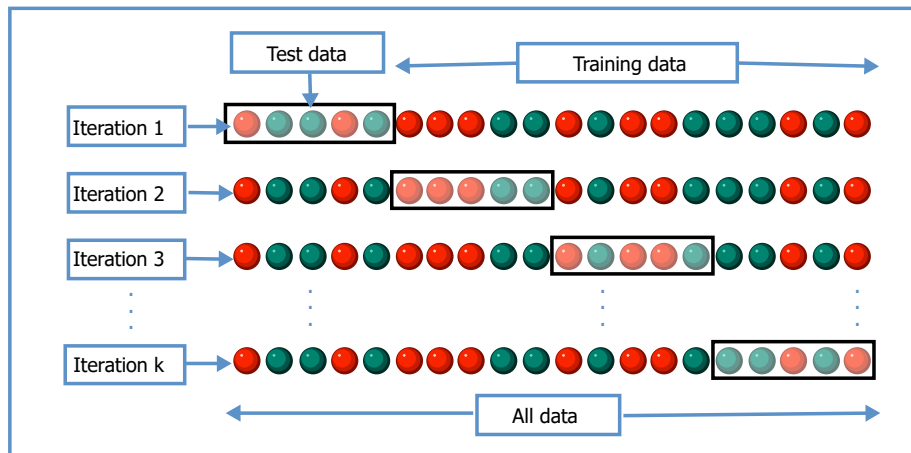 Test data
Training data
Iteration 1
Iteration 2
Iteration 3
Iteration k
All data